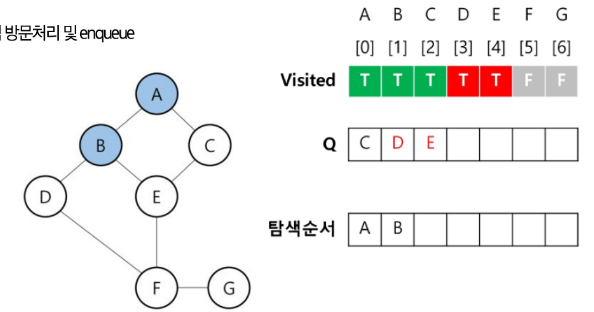 방문처리 및 enqueue
A B C D E F G
[0] [1] [2] [3] [4] [5] [6]
Visited T T T T T F F
Q C D E
탐색순서 A B
A
B C
D E
F G